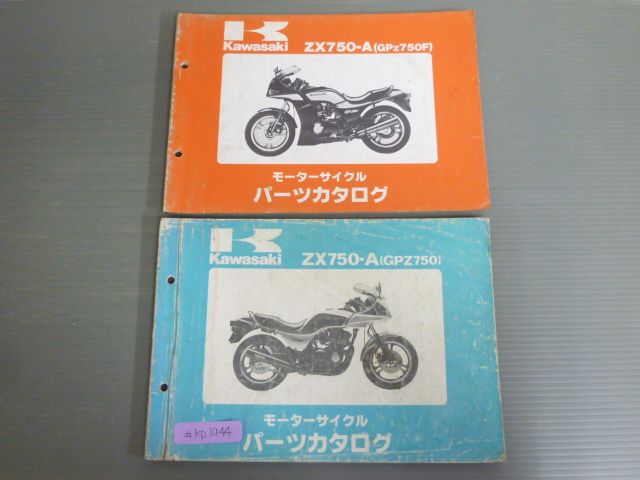 Kawasaki ZX750-A(GPz750F)
モーターサイクル
パーツカタログ
Kawasaki ZX750-A(GPZ750)
モーターサイクル
パーツカタログ
#KD1944